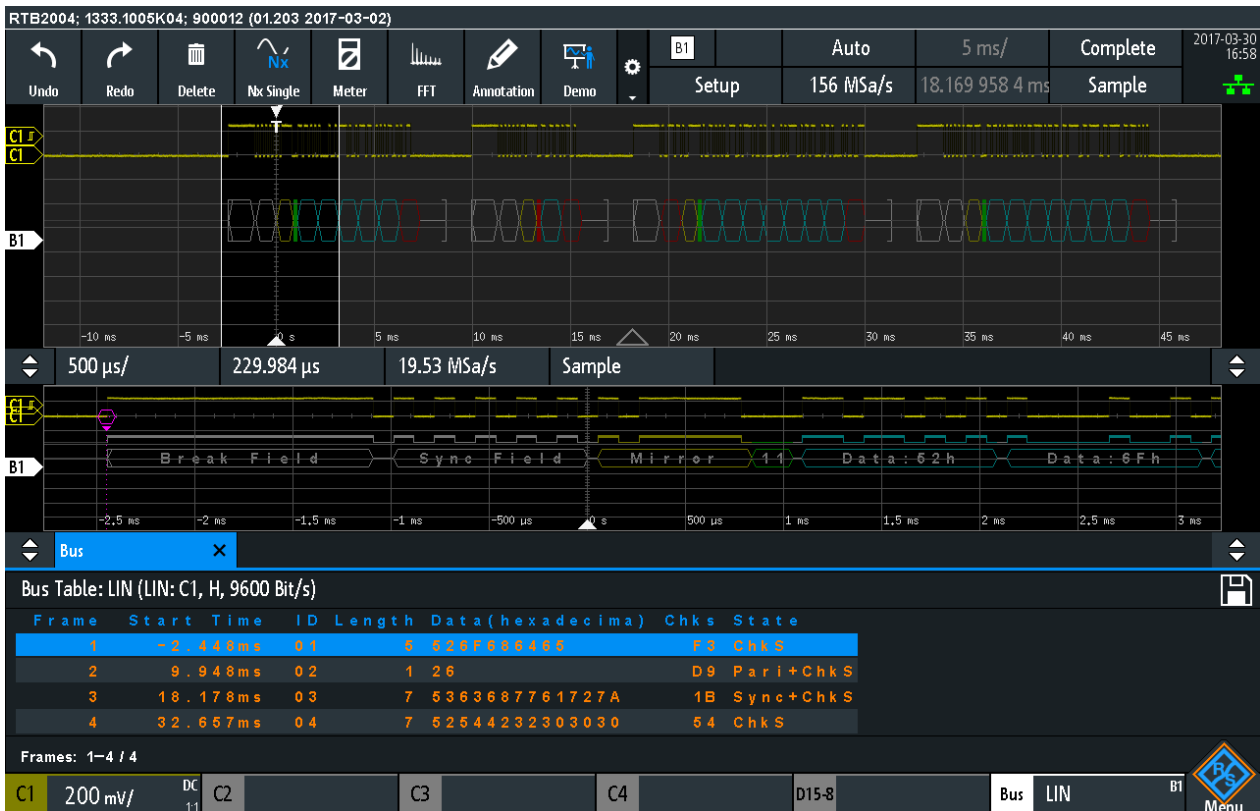 RTB2004; 1333.1005K04; 900012 (01.203 2017-03-02)
Undo Redo Delete Nx Single Meter FFT Annotation Demo
Nx
B1 Auto 5 ms/ Complete 2017-03-30
16:58
Setup 156 MSa/s 18.169 958 4 ms Sample
C1
C1
T
B1
-10 ms -5 ms 0 s 5 ms 10 ms 15 ms 20 ms 25 ms 30 ms 35 ms 40 ms 45 ms
500 µs/ 229.984 µs 19.53 MSa/s Sample
C1
B1 Break Field Sync Field Mirror 11 Data:52h Data:6Fh
-2.5 ms -2 ms -1.5 ms -1 ms -500 µs 0 s 500 µs 1 ms 1.5 ms 2 ms 2.5 ms 3 ms
Bus ×
Bus Table: LIN (LIN: C1, H, 9600 Bit/s)
Frame Start Time ID Length Data(hexadecima) Chks State
1 -2.448ms 01 5 526F686465 F3 ChkS
2 9.948ms 02 1 26 D9 Pari+ChkS
3 18.178ms 03 7 5363687761727A 1B Sync+ChkS
4 32.657ms 04 7 52544232303030 54 ChkS
Frames: 1–4 / 4
C1 200 mV/ DC 1:1 C2 C3 C4 D15-8 Bus LIN B1 R&S Menu